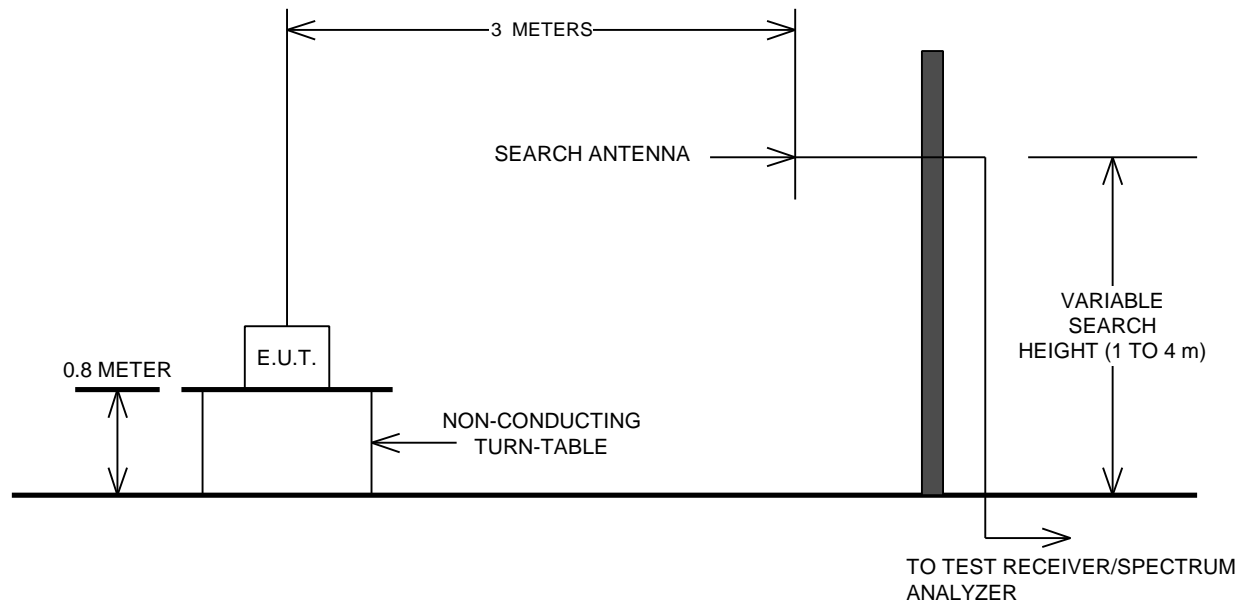 3 METERS
SEARCH ANTENNA
VARIABLE
SEARCH
HEIGHT (1 TO 4 m)
E.U.T.
0.8 METER
NON-CONDUCTING
TURN-TABLE
TO TEST RECEIVER/SPECTRUM
ANALYZER